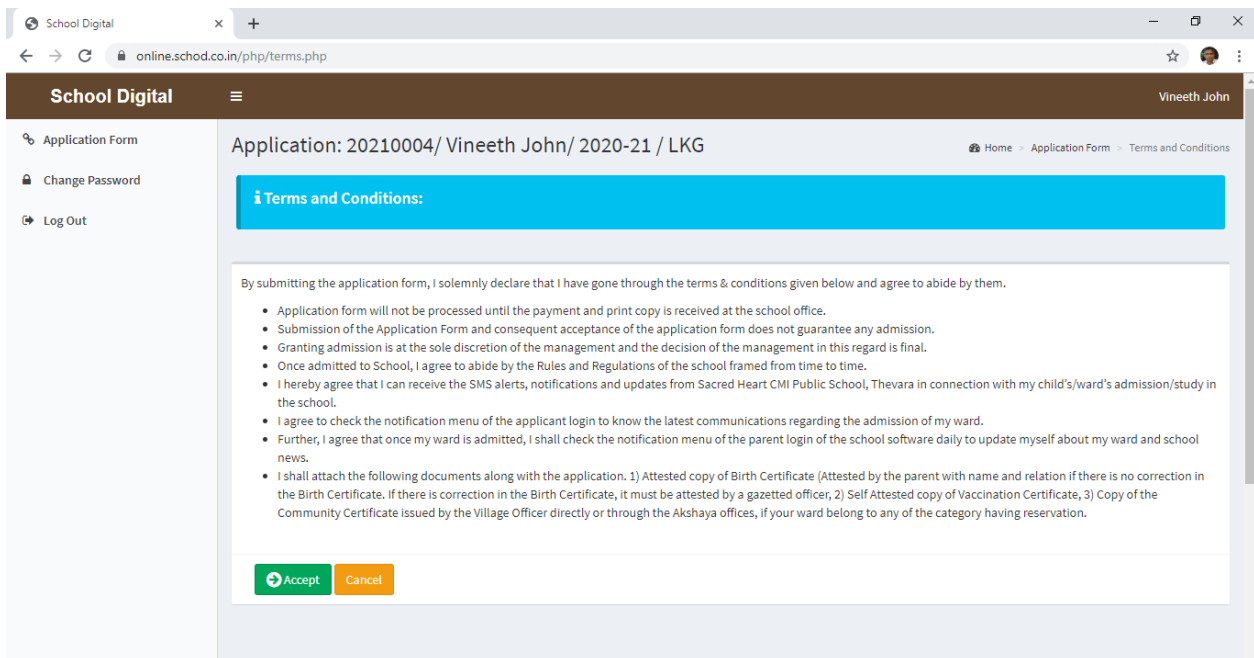 School Digital
online.schod.co.in/php/terms.php
School Digital
Vineeth John
Application Form
Change Password
Log Out
Application: 20210004/ Vineeth John/ 2020-21 / LKG
Home > Application Form > Terms and Conditions
Terms and Conditions:
By submitting the application form, I solemnly declare that I have gone through the terms & conditions given below and agree to abide by them.
• Application form will not be processed until the payment and print copy is received at the school office.
• Submission of the Application Form and consequent acceptance of the application form does not guarantee any admission.
• Granting admission is at the sole discretion of the management and the decision of the management in this regard is final.
• Once admitted to School, I agree to abide by the Rules and Regulations of the school framed from time to time.
• I hereby agree that I can receive the SMS alerts, notifications and updates from Sacred Heart CMI Public School, Thevara in connection with my child's/ward's admission/study in
the school.
• I agree to check the notification menu of the applicant login to know the latest communications regarding the admission of my ward.
• Further, I agree that once my ward is admitted, I shall check the notification menu of the parent login of the school software daily to update myself about my ward and school
news.
• I shall attach the following documents along with the application. 1) Attested copy of Birth Certificate (Attested by the parent with name and relation if there is no correction in
the Birth Certificate. If there is correction in the Birth Certificate, it must be attested by a gazetted officer, 2) Self Attested copy of Vaccination Certificate, 3) Copy of the
Community Certificate issued by the Village Officer directly or through the Akshaya offices, if your ward belong to any of the category having reservation.
Accept
Cancel